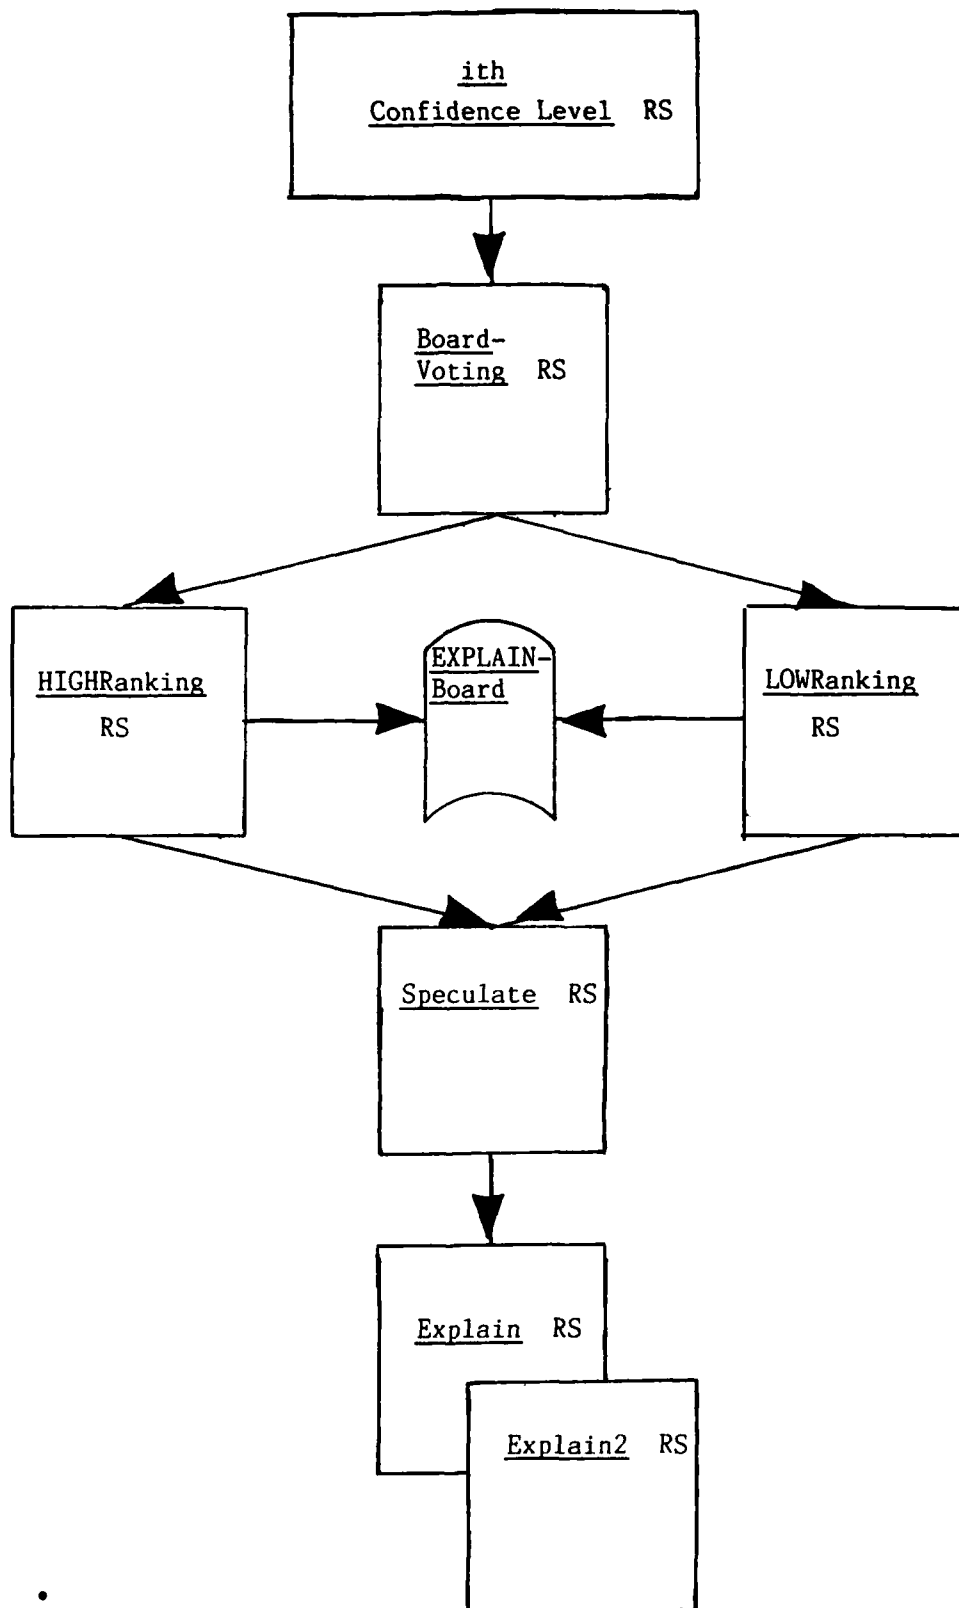 ith
Confidence Level RS
Board-
Voting RS
HIGHRanking
RS
EXPLAIN-
Board
LOWRanking
RS
Speculate RS
Explain RS
Explain2 RS